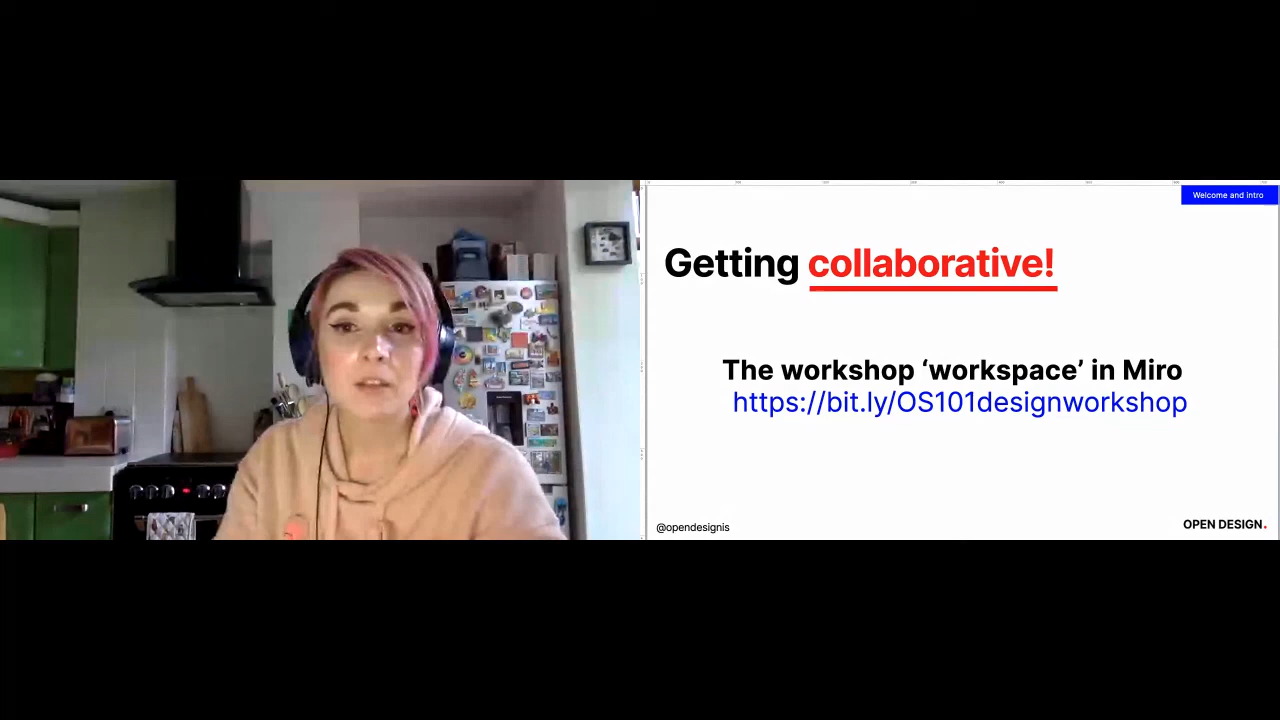 Welcome and intro
Getting collaborative!
The workshop ‘workspace’ in Miro
https://bit.ly/OS101designworkshop
@opendesignis
OPEN DESIGN.